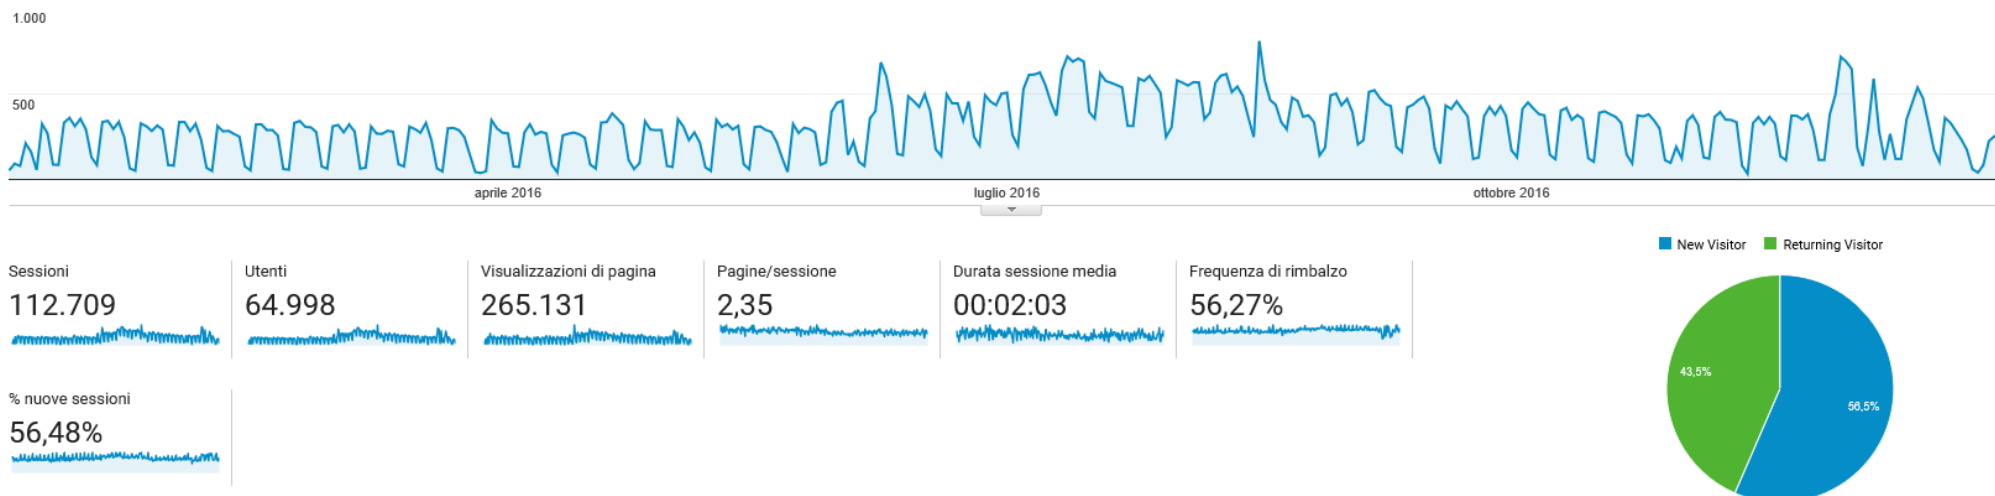 1.000
500
aprile 2016
luglio 2016
ottobre 2016
New Visitor
Returning Visitor
Sessioni
112.709
Utenti
64.998
Visualizzazioni di pagina
265.131
Pagine/sessione
2,35
Durata sessione media
00:02:03
Frequenza di rimbalzo
56,27%
43,5%
56,5%
% nuove sessioni
56,48%